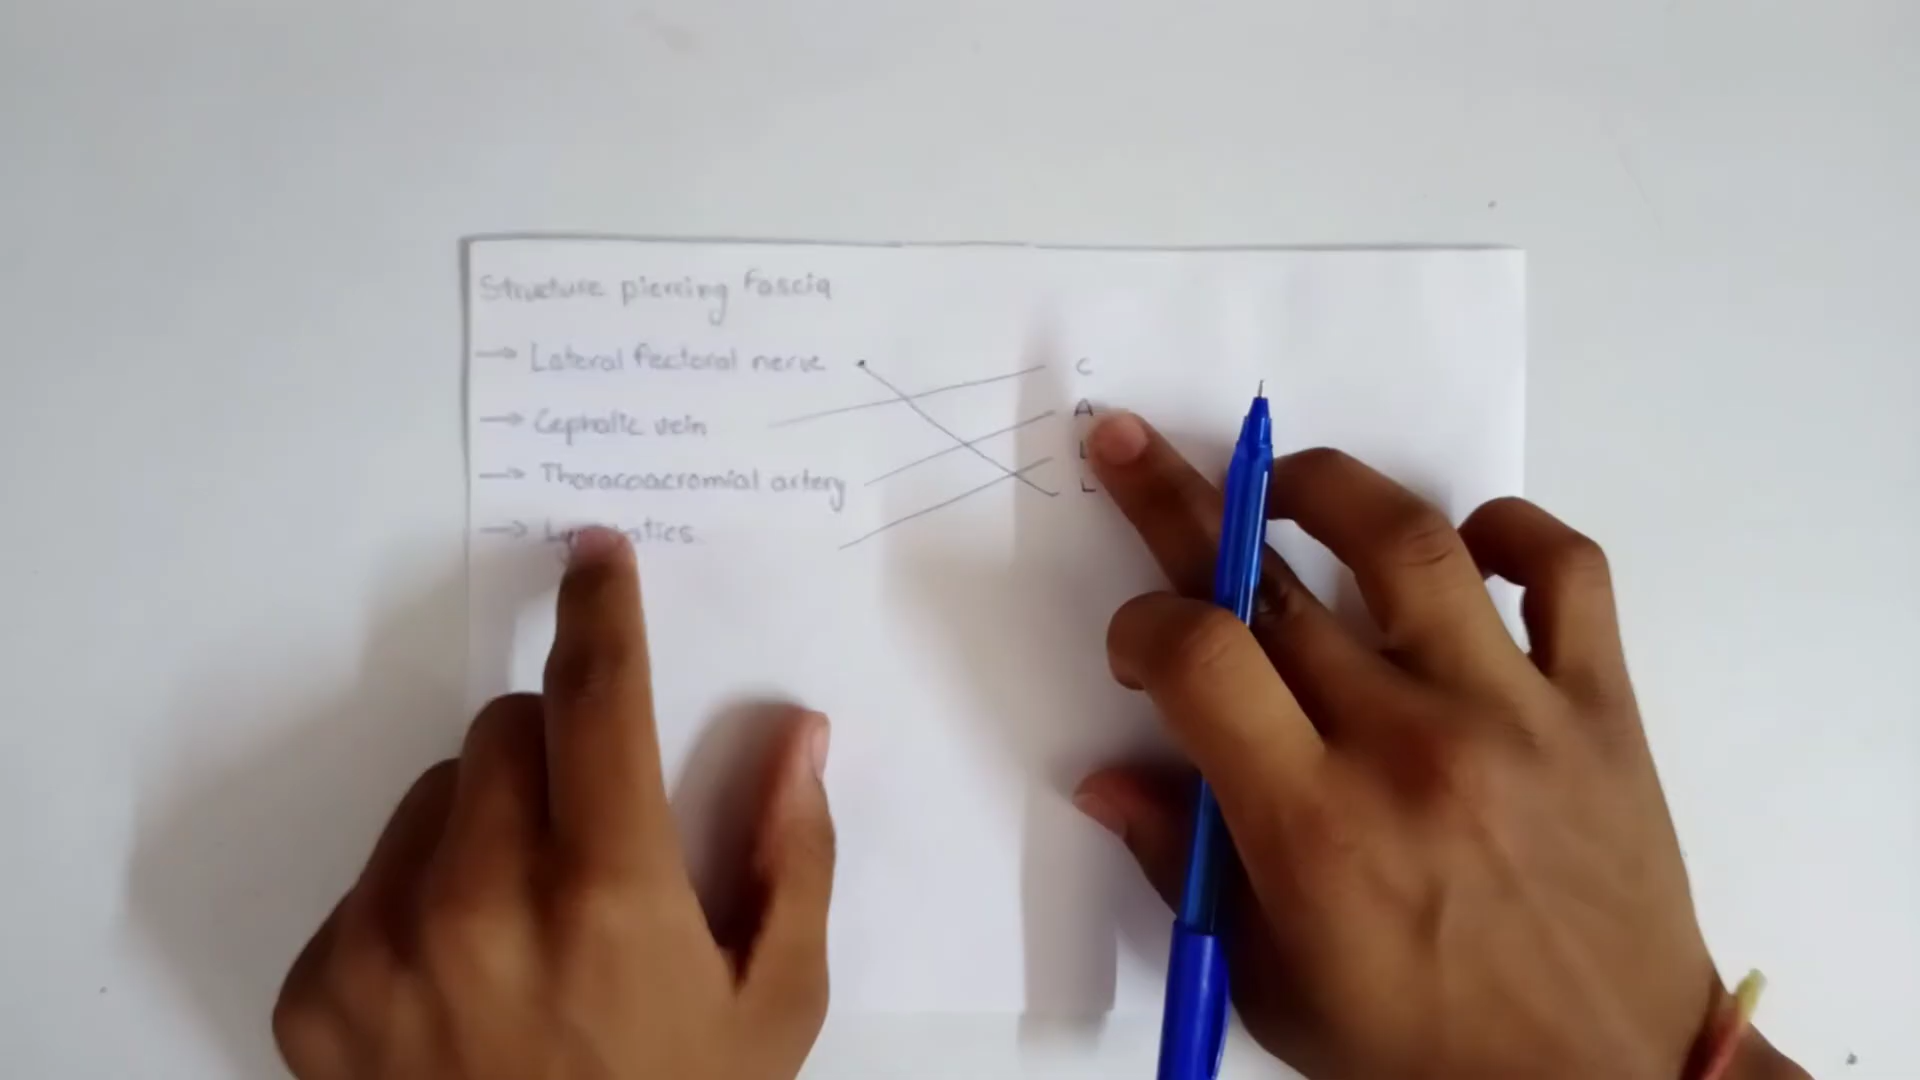 Structure piercing Fascia
→ Lateral Pectoral nerve
→ Cephalic vein
→ Thoracoacromial artery
→
C
A
L
L